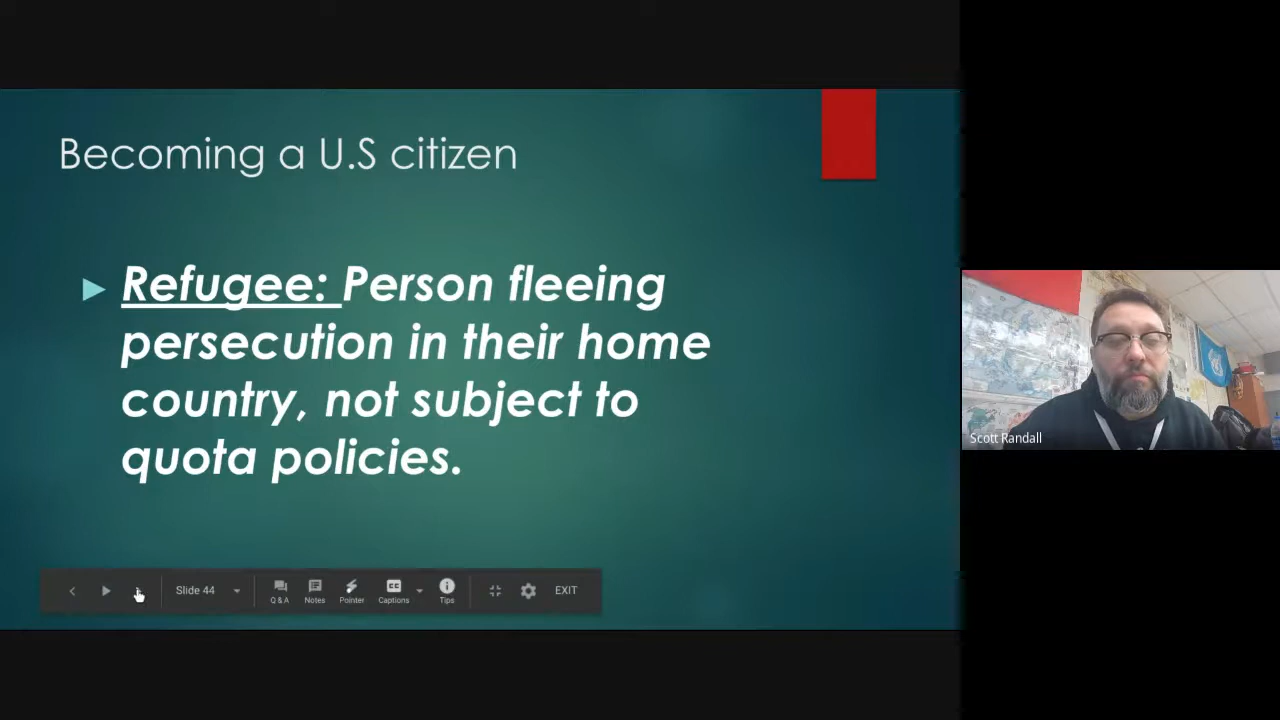 Becoming a U.S citizen
Refugee: Person fleeing
persecution in their home
country, not subject to
quota policies.
Slide 44
Q & A
Notes
Pointer
Captions
Tips
EXIT
Scott Randall